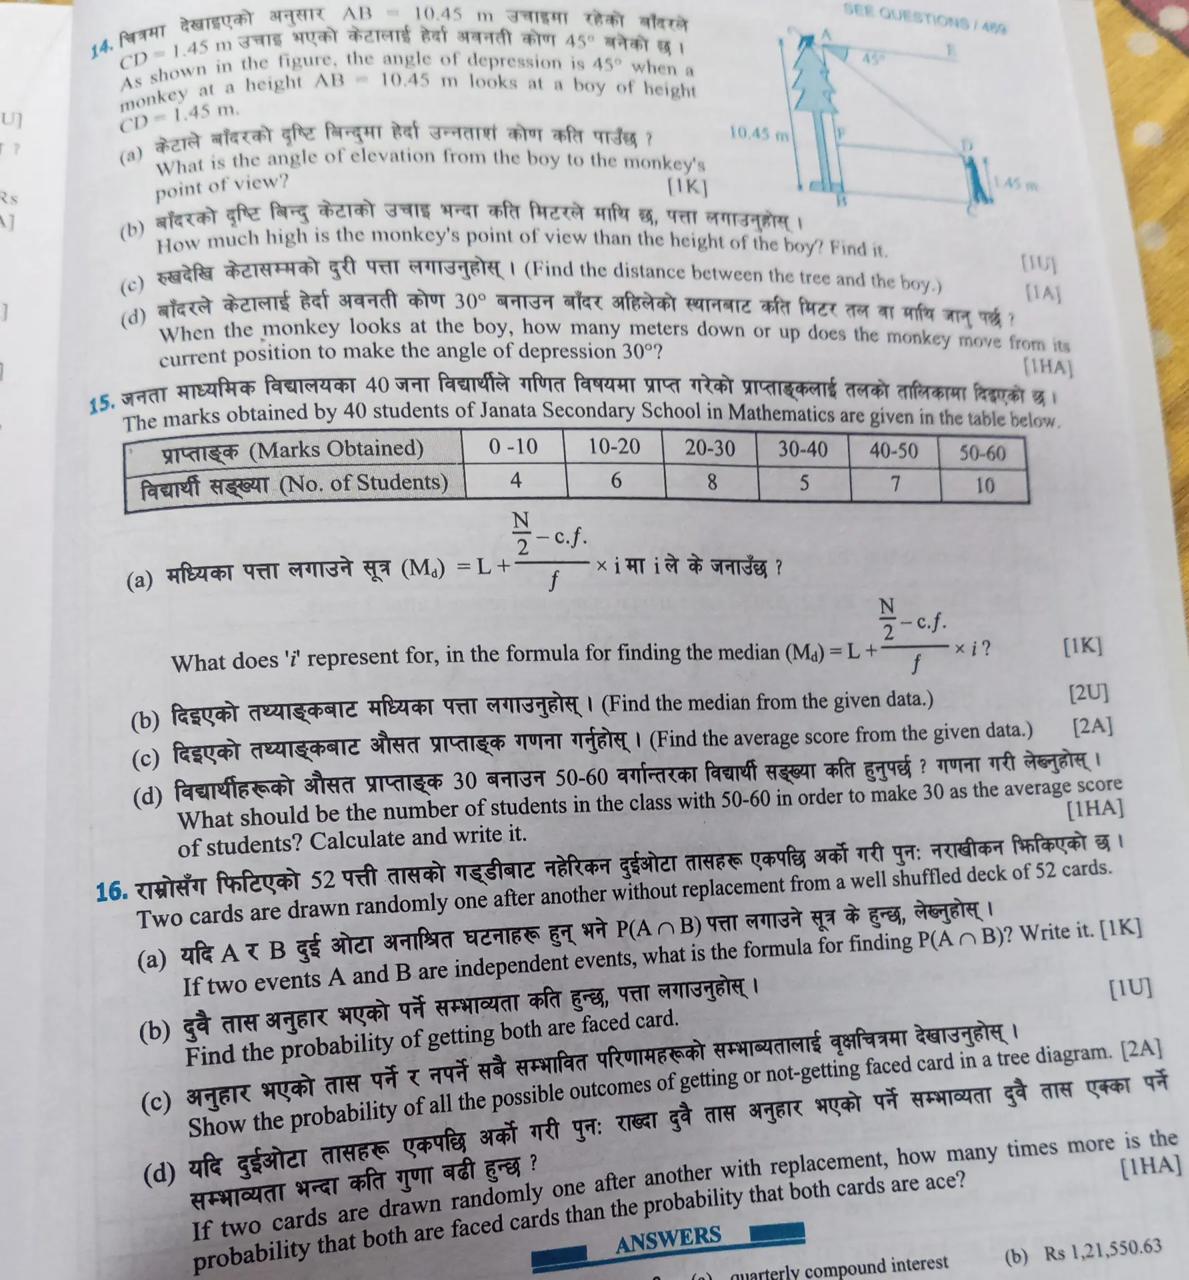 SEE QUESTIONS / 469
14. चित्रमा देखाइएको अनुसार AB = 10.45 m उचाइमा रहेको बाँदरले
CD = 1.45 m उचाइ भएको केटालाई हेर्दा अवनती कोण 45° बनेको छ ।
As shown in the figure, the angle of depression is 45° when a
monkey at a height AB = 10.45 m looks at a boy of height
CD = 1.45 m.
(a) केटाले बाँदरको दृष्टि बिन्दुमा हेर्दा उन्नतांश कोण कति पाउँछ ?
What is the angle of elevation from the boy to the monkey's
point of view? [1K]
A
E
45°
10.45 m
F
D
1.45 m
B
C
(b) बाँदरको दृष्टि बिन्दु केटाको उचाइ भन्दा कति मिटरले माथि छ, पत्ता लगाउनुहोस् ।
How much high is the monkey's point of view than the height of the boy? Find it. [1U]
(c) रुखदेखि केटासम्मको दुरी पत्ता लगाउनुहोस् । (Find the distance between the tree and the boy.) [1A]
(d) बाँदरले केटालाई हेर्दा अवनती कोण 30° बनाउन बाँदर अहिलेको स्थानबाट कति मिटर तल वा माथि जानु पर्छ ?
When the monkey looks at the boy, how many meters down or up does the monkey move from its
current position to make the angle of depression 30°? [1HA]
15. जनता माध्यमिक विद्यालयका 40 जना विद्यार्थीले गणित विषयमा प्राप्त गरेको प्राप्ताङ्कलाई तलको तालिकामा दिइएको छ ।
The marks obtained by 40 students of Janata Secondary School in Mathematics are given in the table below.
प्राप्ताङ्क (Marks Obtained) 0 -10 10-20 20-30 30-40 40-50 50-60
विद्यार्थी सङ्ख्या (No. of Students) 4 6 8 5 7 10
(a) मध्यिका पत्ता लगाउने सूत्र (Md) = L + (N/2 – c.f.)/f × i मा i ले के जनाउँछ ?
What does 'i' represent for, in the formula for finding the median (Md) = L + (N/2 – c.f.)/f × i? [1K]
(b) दिइएको तथ्याङ्कबाट मध्यिका पत्ता लगाउनुहोस् । (Find the median from the given data.) [2U]
(c) दिइएको तथ्याङ्कबाट औसत प्राप्ताङ्क गणना गर्नुहोस् । (Find the average score from the given data.) [2A]
(d) विद्यार्थीहरूको औसत प्राप्ताङ्क 30 बनाउन 50-60 वर्गान्तरका विद्यार्थी सङ्ख्या कति हुनुपर्छ ? गणना गरी लेख्नुहोस् ।
What should be the number of students in the class with 50-60 in order to make 30 as the average score
of students? Calculate and write it. [1HA]
16. राम्रोसँग फिटिएको 52 पत्ती तासको गड्डीबाट नहेरिकन दुईओटा तासहरू एकपछि अर्को गरी पुनः नराखीकन झिकिएको छ ।
Two cards are drawn randomly one after another without replacement from a well shuffled deck of 52 cards.
(a) यदि A र B दुई ओटा अनाश्रित घटनाहरू हुन् भने P(A ∩ B) पत्ता लगाउने सूत्र के हुन्छ, लेख्नुहोस् ।
If two events A and B are independent events, what is the formula for finding P(A ∩ B)? Write it. [1K]
(b) दुवै तास अनुहार भएको पर्ने सम्भाव्यता कति हुन्छ, पत्ता लगाउनुहोस् ।
Find the probability of getting both are faced card. [1U]
(c) अनुहार भएको तास पर्ने र नपर्ने सबै सम्भावित परिणामहरूको सम्भाब्यतालाई वृक्षचित्रमा देखाउनुहोस् ।
Show the probability of all the possible outcomes of getting or not-getting faced card in a tree diagram. [2A]
(d) यदि दुईओटा तासहरू एकपछि अर्को गरी पुनः राख्दा दुवै तास अनुहार भएको पर्ने सम्भाव्यता दुवै तास एक्का पर्ने
सम्भाव्यता भन्दा कति गुणा बढी हुन्छ ?
If two cards are drawn randomly one after another with replacement, how many times more is the
probability that both are faced cards than the probability that both cards are ace? [1HA]
ANSWERS
quarterly compound interest (b) Rs 1,21,550.63